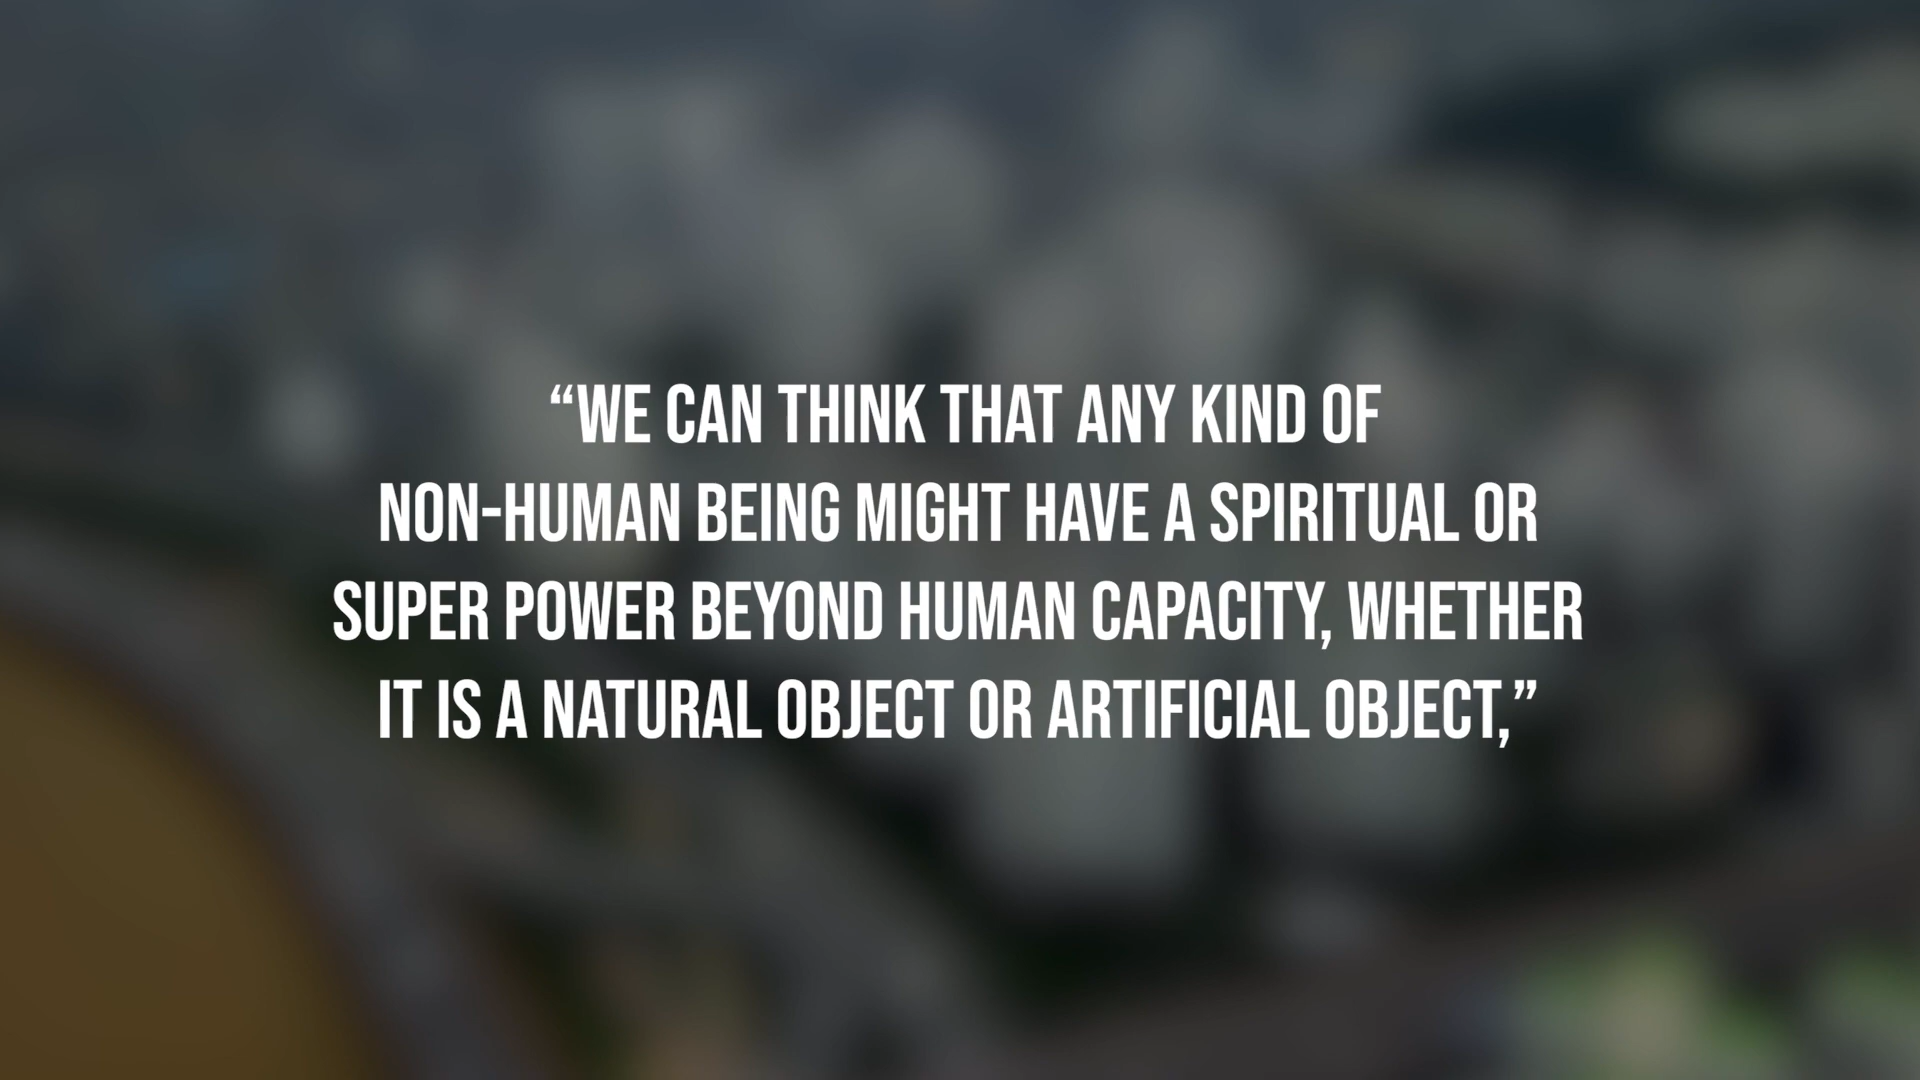 “WE CAN THINK THAT ANY KIND OF
NON-HUMAN BEING MIGHT HAVE A SPIRITUAL OR
SUPER POWER BEYOND HUMAN CAPACITY, WHETHER
IT IS A NATURAL OBJECT OR ARTIFICIAL OBJECT,”